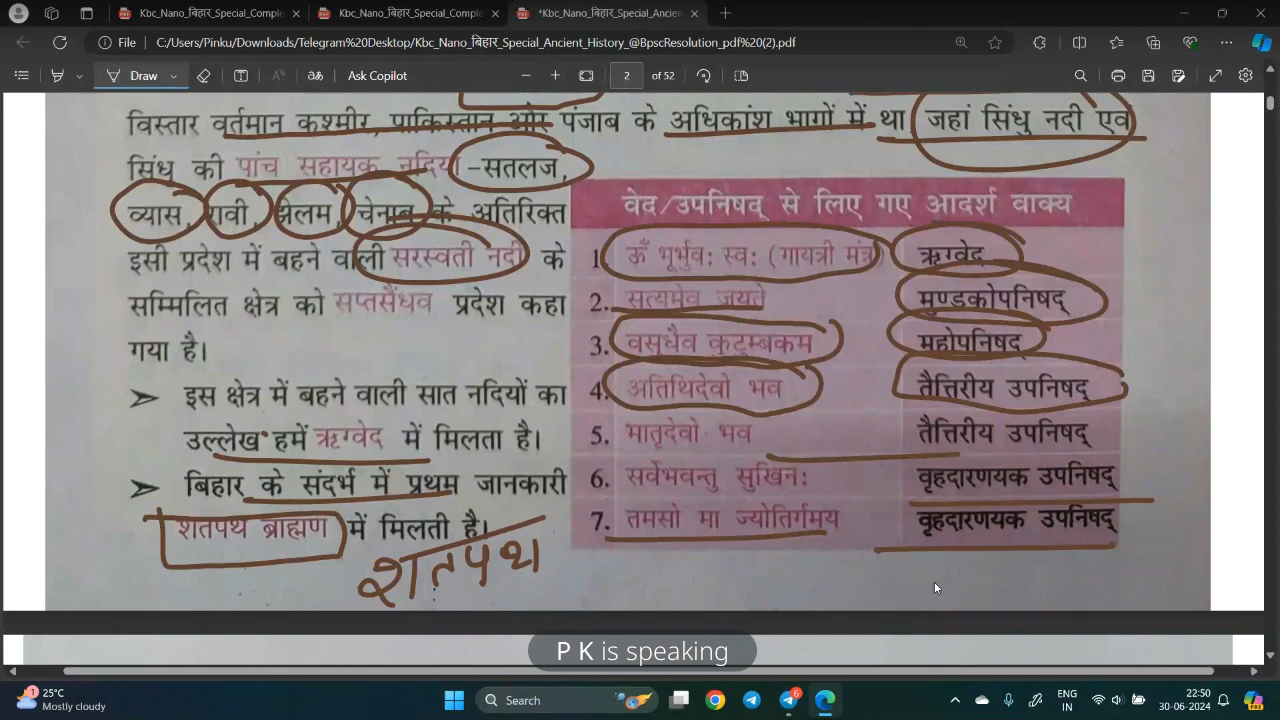 Kbc_Nano_बिहार_Special_Comple
Kbc_Nano_बिहार_Special_Comple
*Kbc_Nano_बिहार_Special_Ancien
File
C:/Users/Pinku/Downloads/Telegram%20Desktop/Kbc_Nano_बिहार_Special_Ancient_History_@BpscResolution_pdf%20(2).pdf
Draw
Ask Copilot
2 of 52
विस्तार वर्तमान कश्मीर, पाकिस्तान और पंजाब के अधिकांश भागों में था जहां सिंधु नदी एवं
सिंध की पांच सहायक नदिया -सतलज,
व्यास, रावी, झेलम, चेनाब के अतिरिक्त
इसी प्रदेश में बहने वाली सरस्वती नदी के
सम्मिलित क्षेत्र को सप्तसैंधव प्रदेश कहा
गया है।
➢ इस क्षेत्र में बहने वाली सात नदियों का
उल्लेख हमें ऋग्वेद में मिलता है।
➢ बिहार के संदर्भ में प्रथम जानकारी
शतपथ ब्राह्मण में मिलती है।
शतपथ
वेद/उपनिषद् से लिए गए आदर्श वाक्य
1. ऊँ भूर्भुवः स्वः (गायत्री मंत्र) ऋग्वेद
2. सत्यमेव जयते मुण्डकोपनिषद्
3. वसुधैव कुटुम्बकम महोपनिषद्
4. अतिथिदेवो भव तैत्तिरीय उपनिषद्
5. मातृदेवो भव तैत्तिरीय उपनिषद्
6. सर्वेभवन्तु सुखिनः वृहदारणयक उपनिषद्
7. तमसो मा ज्योतिर्गमय वृहदारणयक उपनिषद्
P K is speaking
1
25°C
Mostly cloudy
Search
6
ENG
IN
22:50
30-06-2024